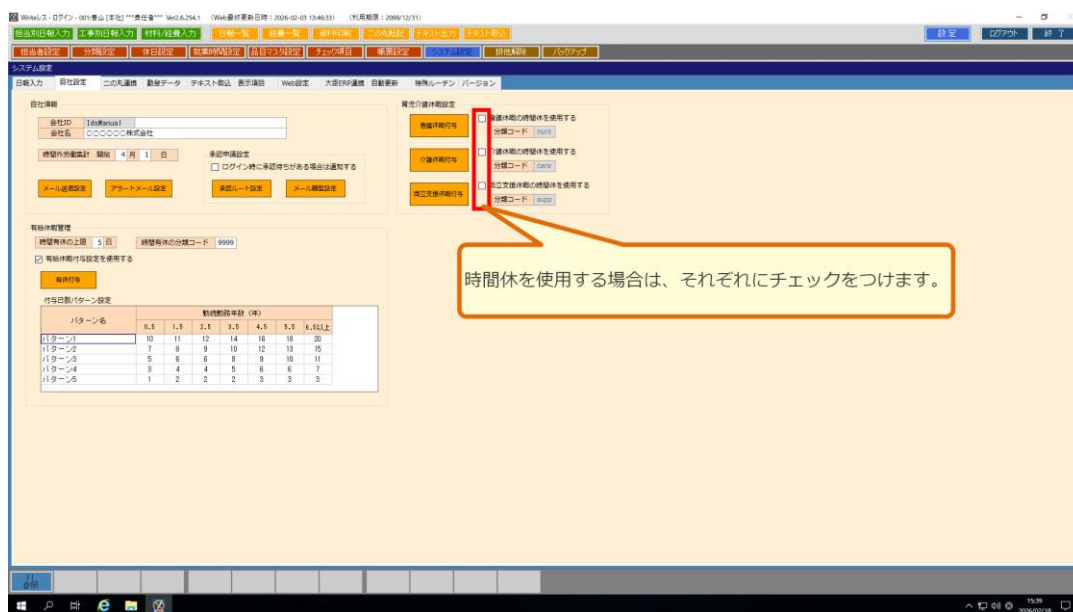 Writeレス - ログイン - 001:春山 [本社] ***責任者*** Ver2.6.254.1 (Web最終更新日時:2026-02-03 13:46:33) (利用期限:2099/12/31)
担当別日報入力 工事別日報入力 材料/経費入力 日報一覧 経費一覧 資料印刷 この丸転記 テキスト出力 テキスト取込 設定 ログアウト 終了
担当者設定 分類設定 休日設定 就業時間設定 品目マスタ設定 チェック項目 帳票設定 システム設定 排他解除 バックアップ
システム設定
日報入力 自社設定 この丸連携 勤怠データ テキスト取込 表示項目 Web設定 大臣ERP連携 自動更新 特殊ルーチン バージョン
自社情報
会社ID IdsManual
会社名 〇〇〇〇〇〇株式会社
時間外労働集計 開始 4 月 1 日
承認申請設定
ログイン時に承認待ちがある場合は通知する
メール送信設定 アラートメール設定 承認ルート設定 メール雛型設定
育児介護休暇設定
看護休暇付与 看護休暇の時間休を使用する
分類コード nurs
介護休暇付与 介護休暇の時間休を使用する
分類コード care
両立支援休暇付与 両立支援休暇の時間休を使用する
分類コード supp
時間休を使用する場合は、それぞれにチェックをつけます。
有給休暇管理
時間有休の上限 5 日 時間有休の分類コード 9999
有給休暇付与設定を使用する
有休付与
付与日数パターン設定
パターン名 勤続勤務年数 (年)
0.5 1.5 2.5 3.5 4.5 5.5 6.5以上
パターン1 10 11 12 14 16 18 20
パターン2 7 8 9 10 12 13 15
パターン3 5 6 6 8 9 10 11
パターン4 3 4 4 5 6 6 7
パターン5 1 2 2 2 3 3 3
参照
15:39